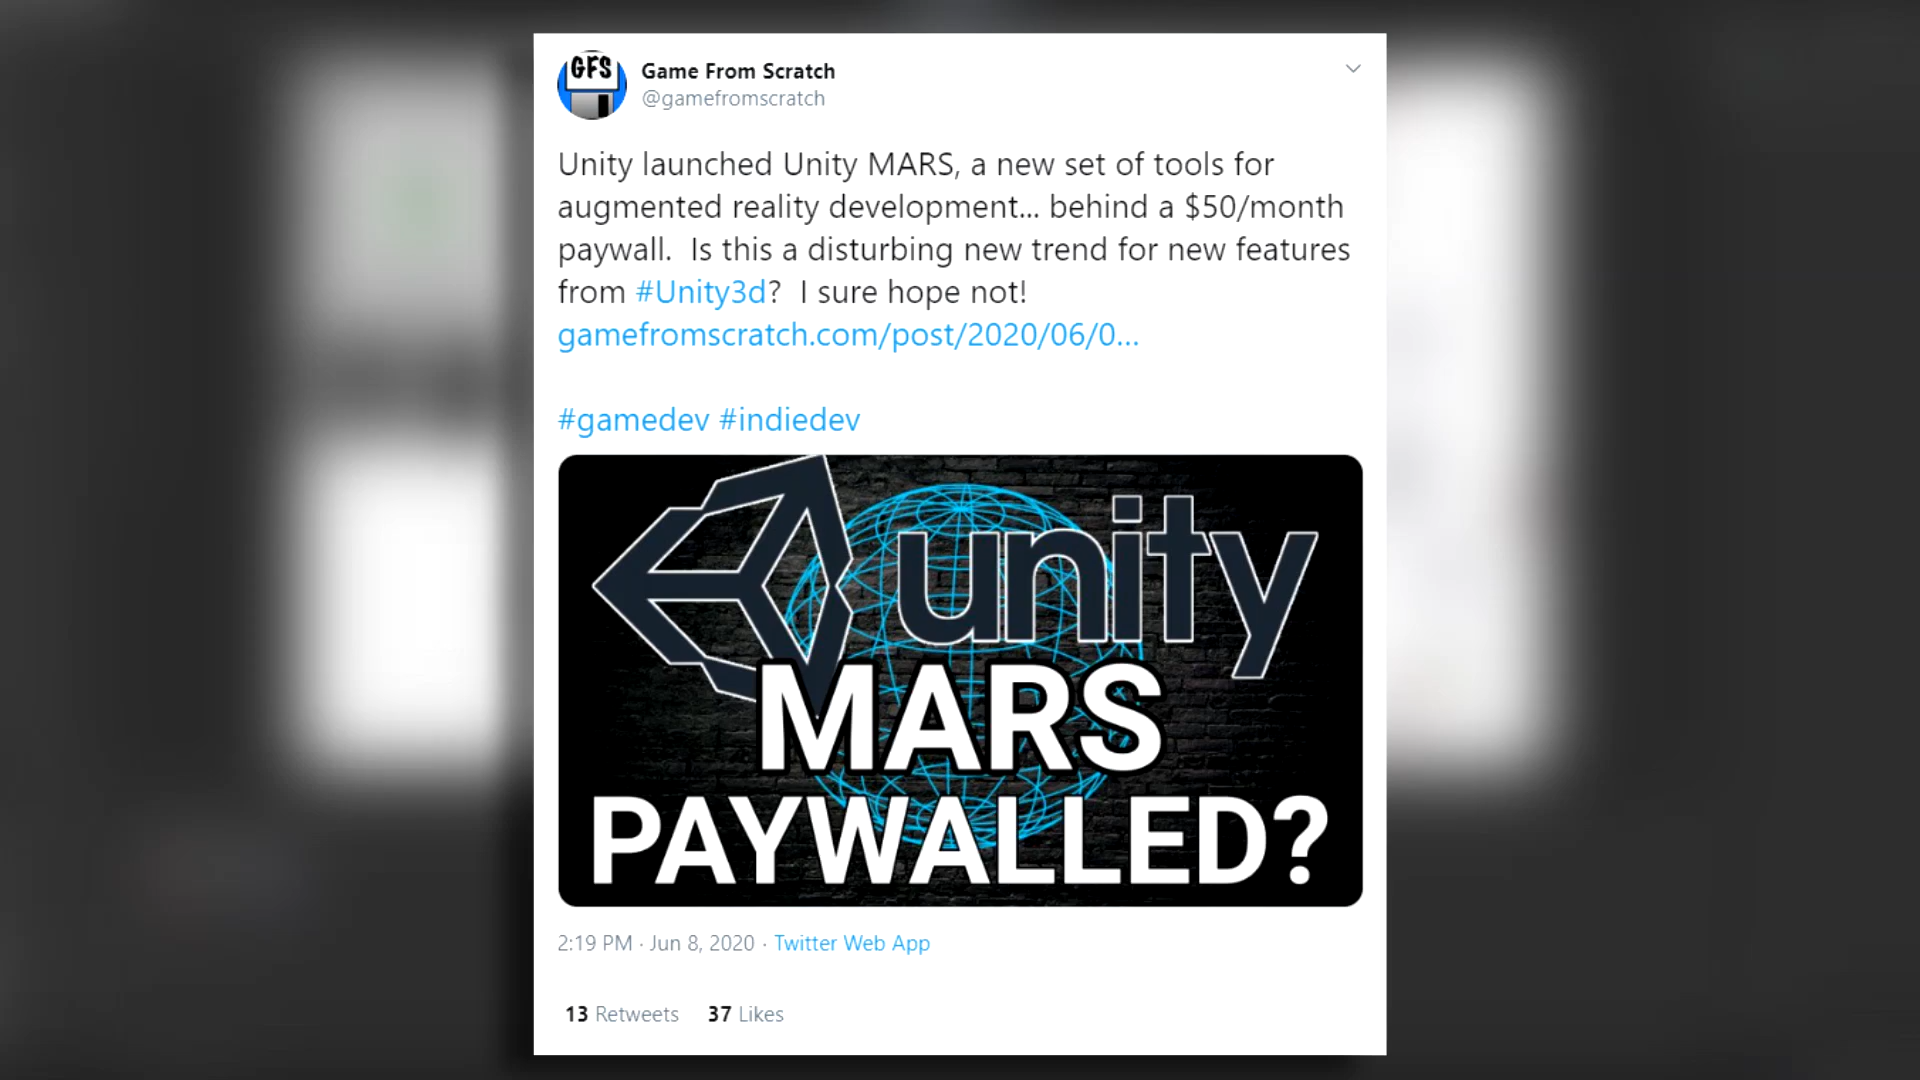 GFS
Game From Scratch
@gamefromscratch
Unity launched Unity MARS, a new set of tools for
augmented reality development... behind a $50/month
paywall.  Is this a disturbing new trend for new features
from #Unity3d?  I sure hope not!
gamefromscratch.com/post/2020/06/0...
#gamedev #indiedev
unity
MARS
PAYWALLED?
2:19 PM · Jun 8, 2020 · Twitter Web App
13 Retweets 37 Likes